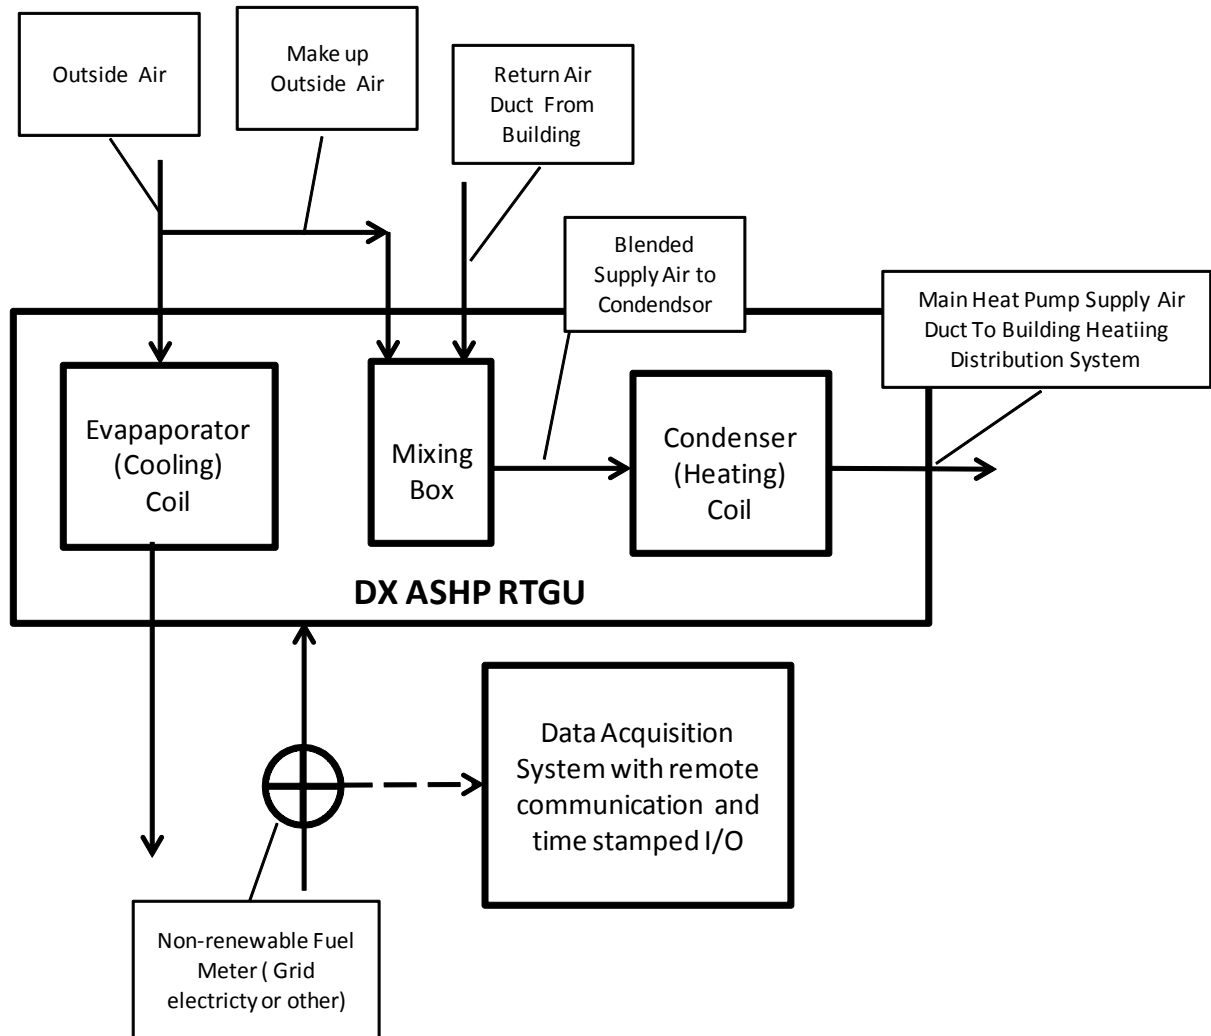 Outside Air
Make up
Outside Air
Return Air
Duct From
Building
Blended
Supply Air to
Condendsor
Main Heat Pump Supply Air
Duct To Building Heatiing
Distribution System
Evapaporator
(Cooling)
Coil
Mixing
Box
Condenser
(Heating)
Coil
DX ASHP RTGU
Data Acquisition
System with remote
communication and
time stamped I/O
Non-renewable Fuel
Meter ( Grid
electricty or other)